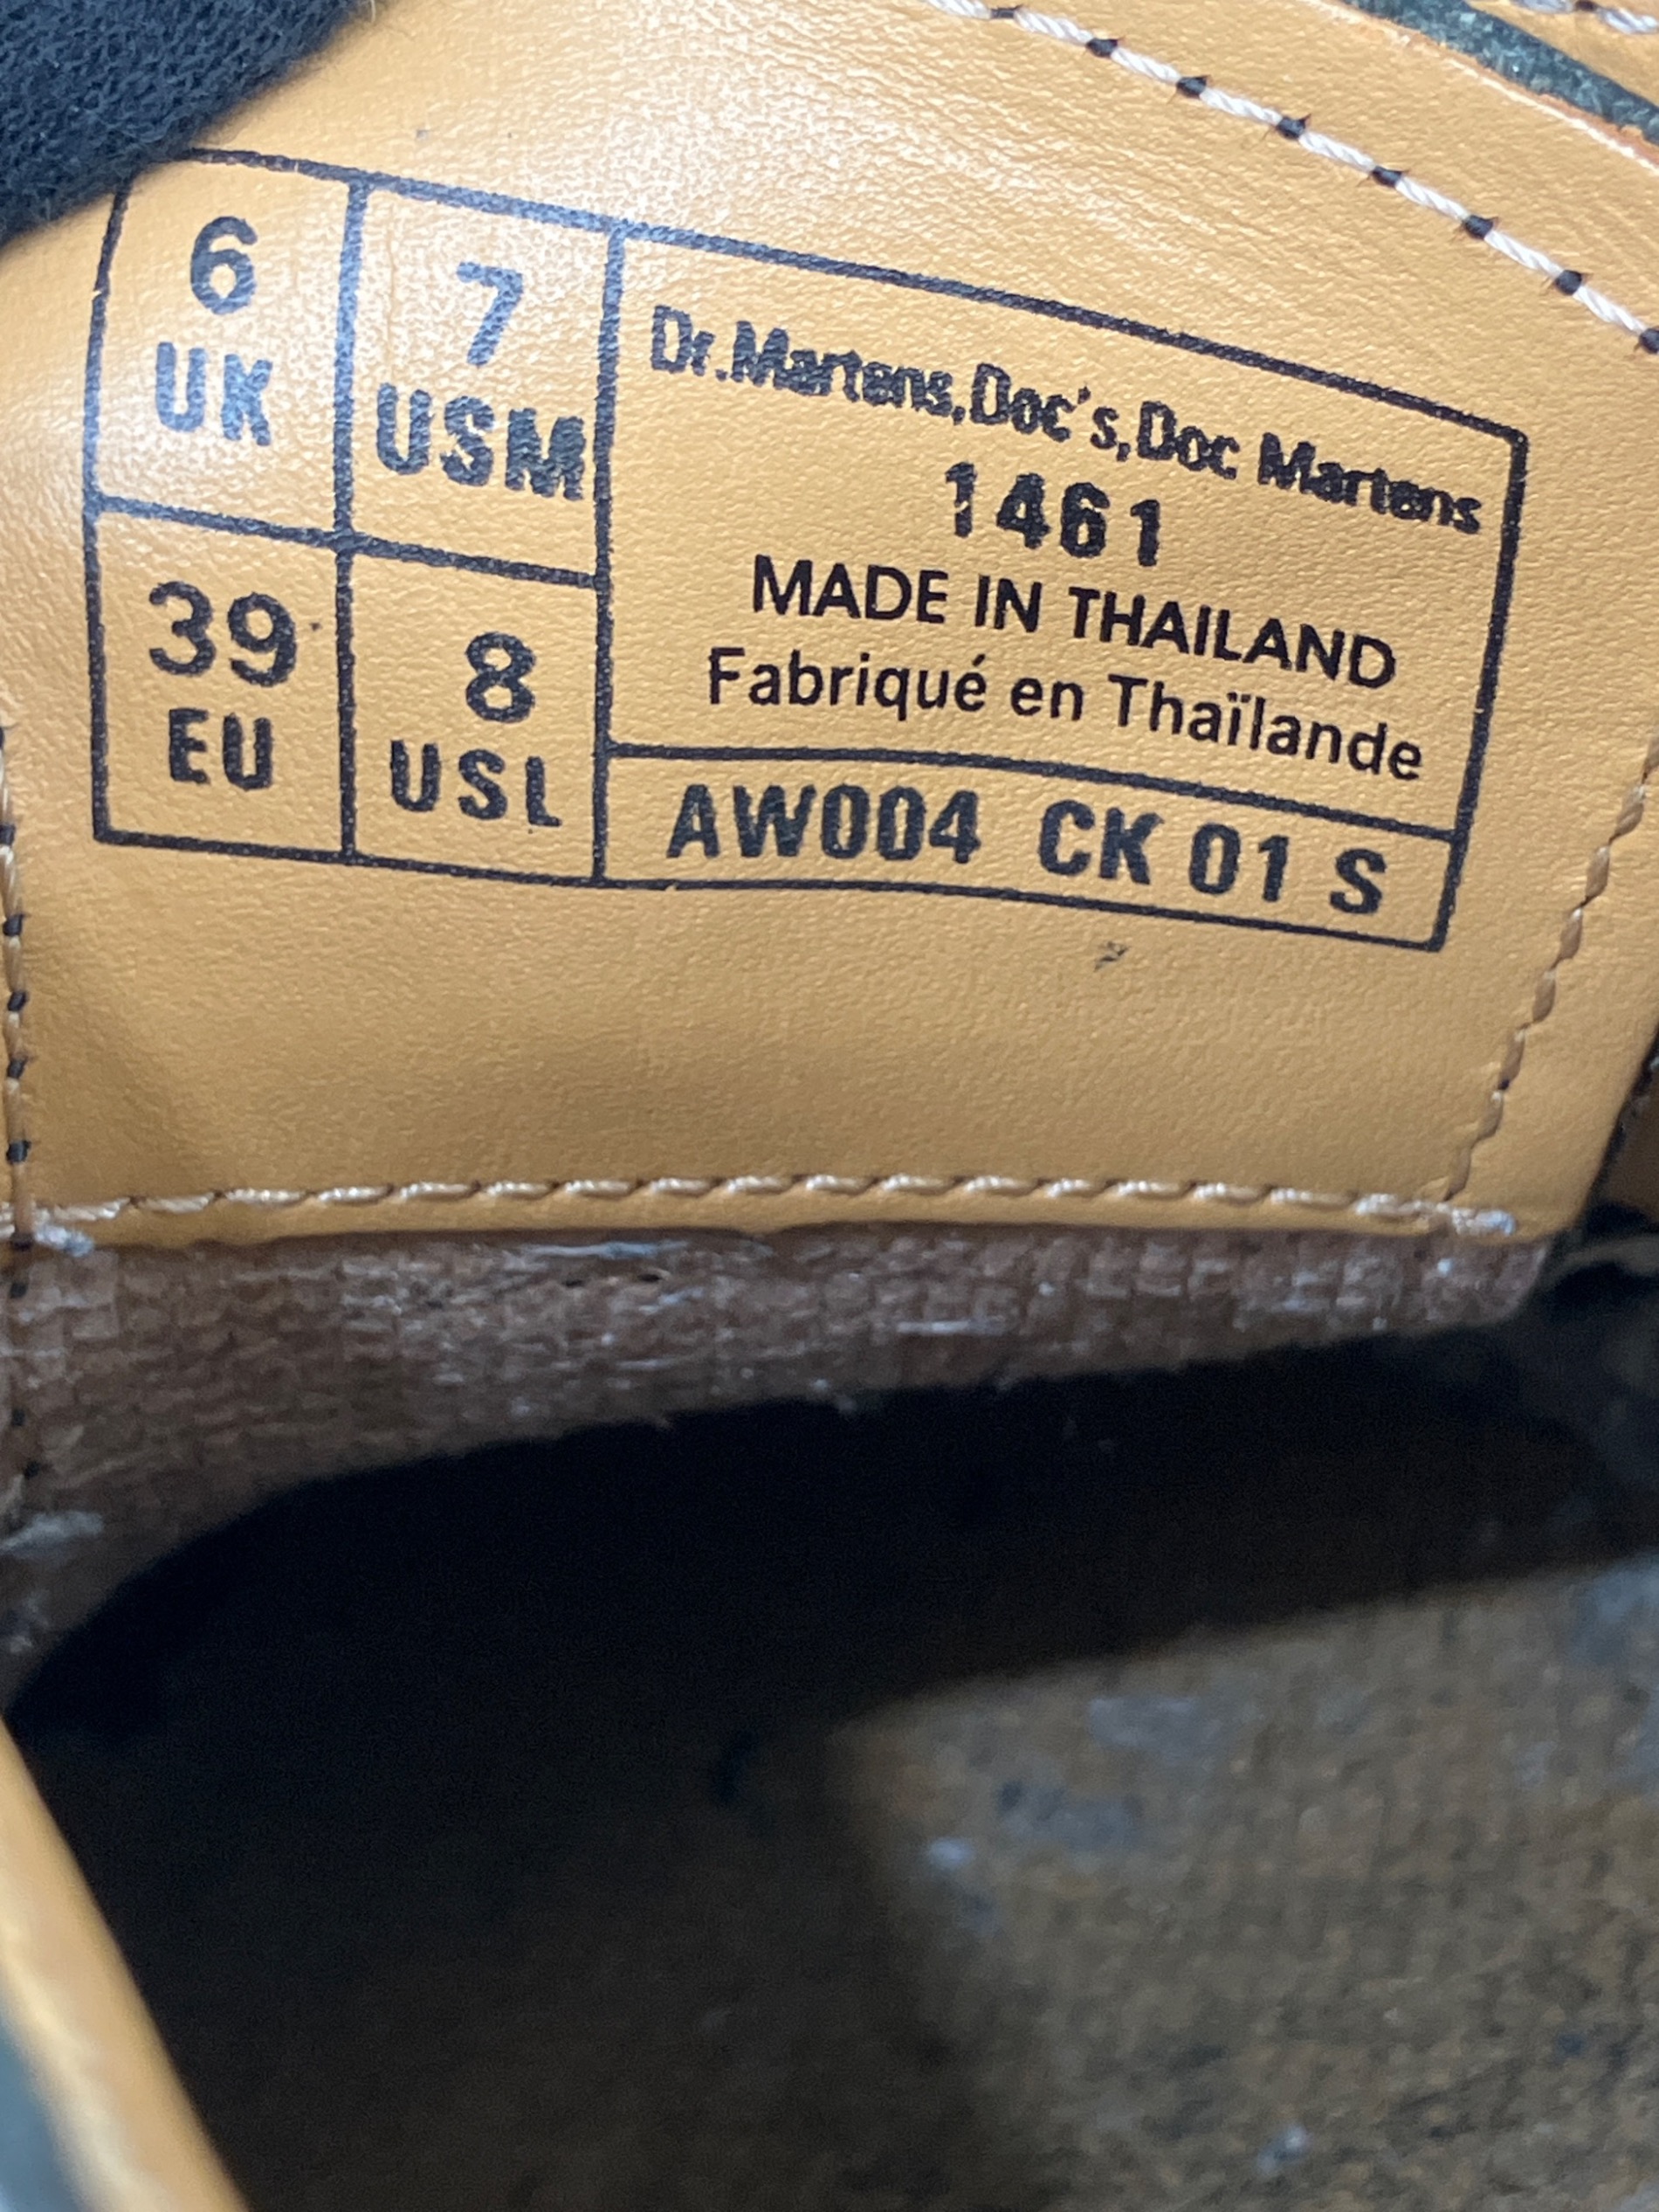 6
UK
7
USM
39
EU
8
USL
Dr.Martens,Doc's,Doc Martens
1461
MADE IN THAILAND
Fabriqué en Thaïlande
AW004 CK 01 S